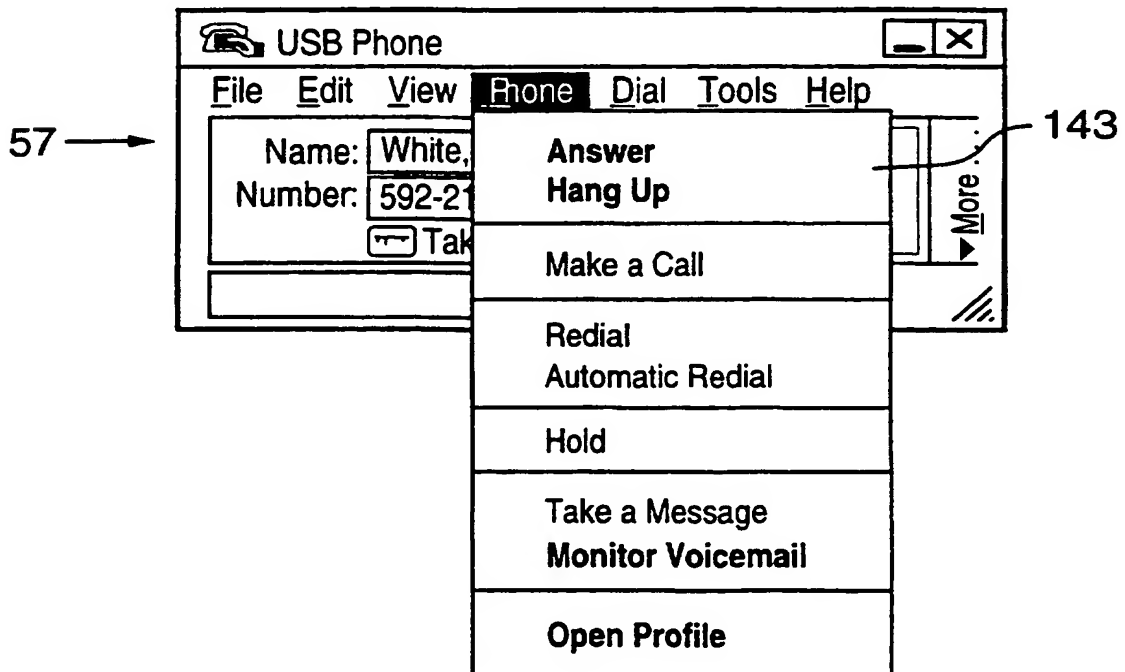 USB Phone
File Edit View Phone Dial Tools Help
57
143
Name: White,
Number: 592-21
Tak
More...
Answer
Hang Up
Make a Call
Redial
Automatic Redial
Hold
Take a Message
Monitor Voicemail
Open Profile